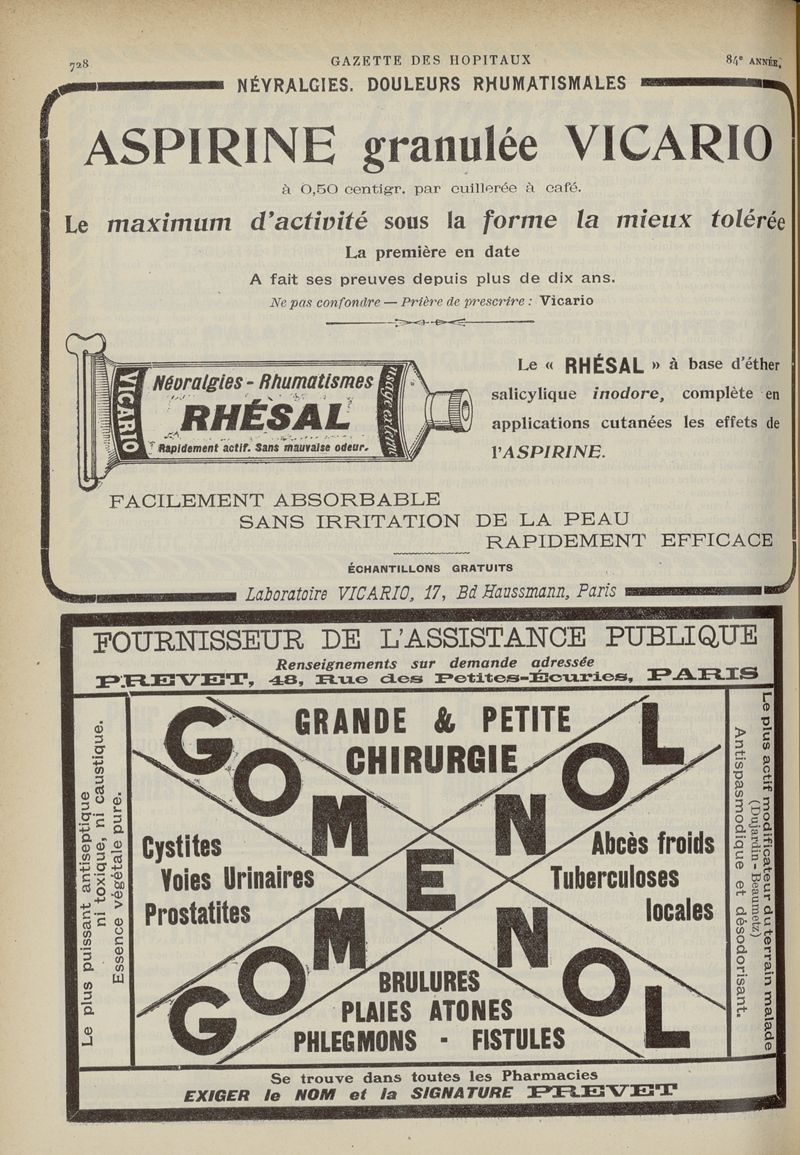 728
GAZETTE DES HOPITAUX
84e ANNÉE.
NÉVRALGIES. DOULEURS RHUMATISMALES
ASPIRINE granulée VICARIO
à 0,50 centigr. par cuillerée à café.
Le maximum d'activité sous la forme la mieux tolérée
La première en date
A fait ses preuves depuis plus de dix ans.
Ne pas confondre — Prière de prescrire : Vicario
VICARIO
Névralgies - Rhumatismes
RHÉSAL
Rapidement actif. Sans mauvaise odeur.
usage externe
Le « RHÉSAL » à base d'éther
salicylique inodore, complète en
applications cutanées les effets de
l'ASPIRINE.
FACILEMENT ABSORBABLE
SANS IRRITATION DE LA PEAU
RAPIDEMENT EFFICACE
ÉCHANTILLONS GRATUITS
Laboratoire VICARIO, 17, Bd Haussmann, Paris
FOURNISSEUR DE L'ASSISTANCE PUBLIQUE
Renseignements sur demande adressée
PREVET, 48, Rue des Petites-Écuries, PARIS
Le plus puissant antiseptique
ni toxique, ni caustique.
Essence végétale pure.
GOMENOL
GOMENOL
GRANDE & PETITE
CHIRURGIE
Cystites
Voies Urinaires
Prostatites
Abcès froids
Tuberculoses
locales
BRULURES
PLAIES ATONES
PHLEGMONS - FISTULES
Le plus actif modificateur du terrain malade
(Dujardin-Beaumetz)
Antispasmodique et désodorisant.
Se trouve dans toutes les Pharmacies
EXIGER le NOM et la SIGNATURE PREVET